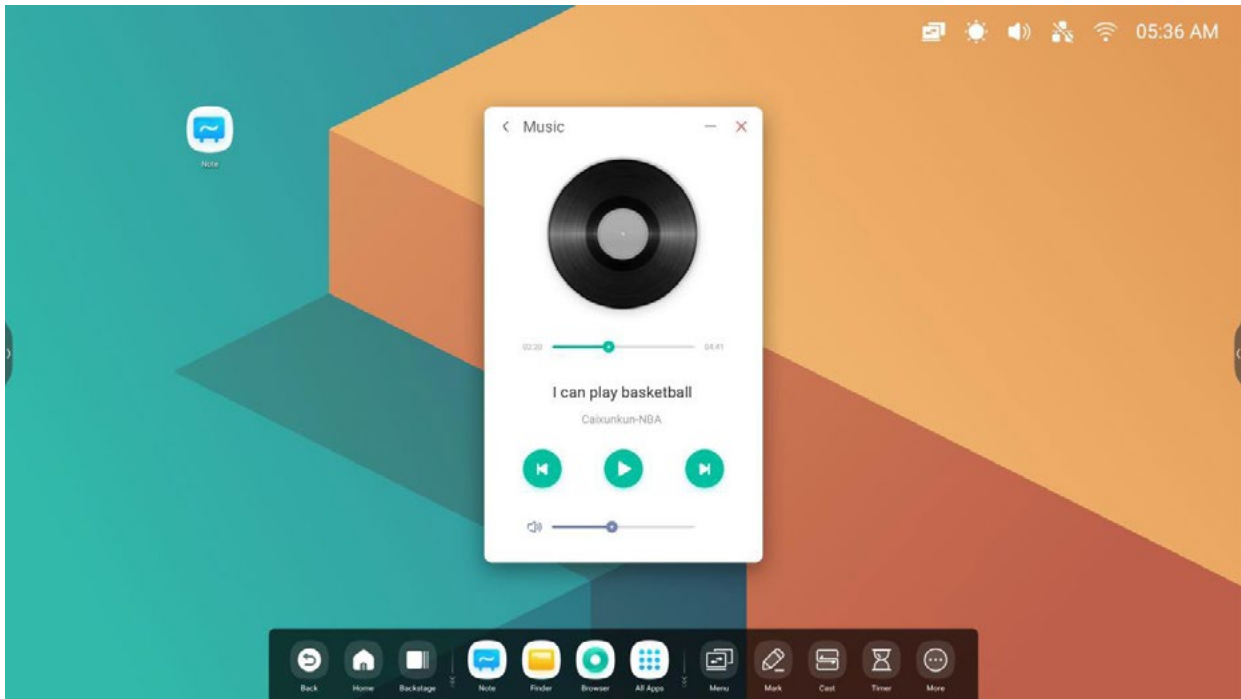 05:36 AM
Note
Music
02:20
04:41
I can play basketball
Caixunkun-NBA
Back
Home
Backstage
Note
Finder
Browser
All Apps
Menu
Mark
Cast
Timer
More